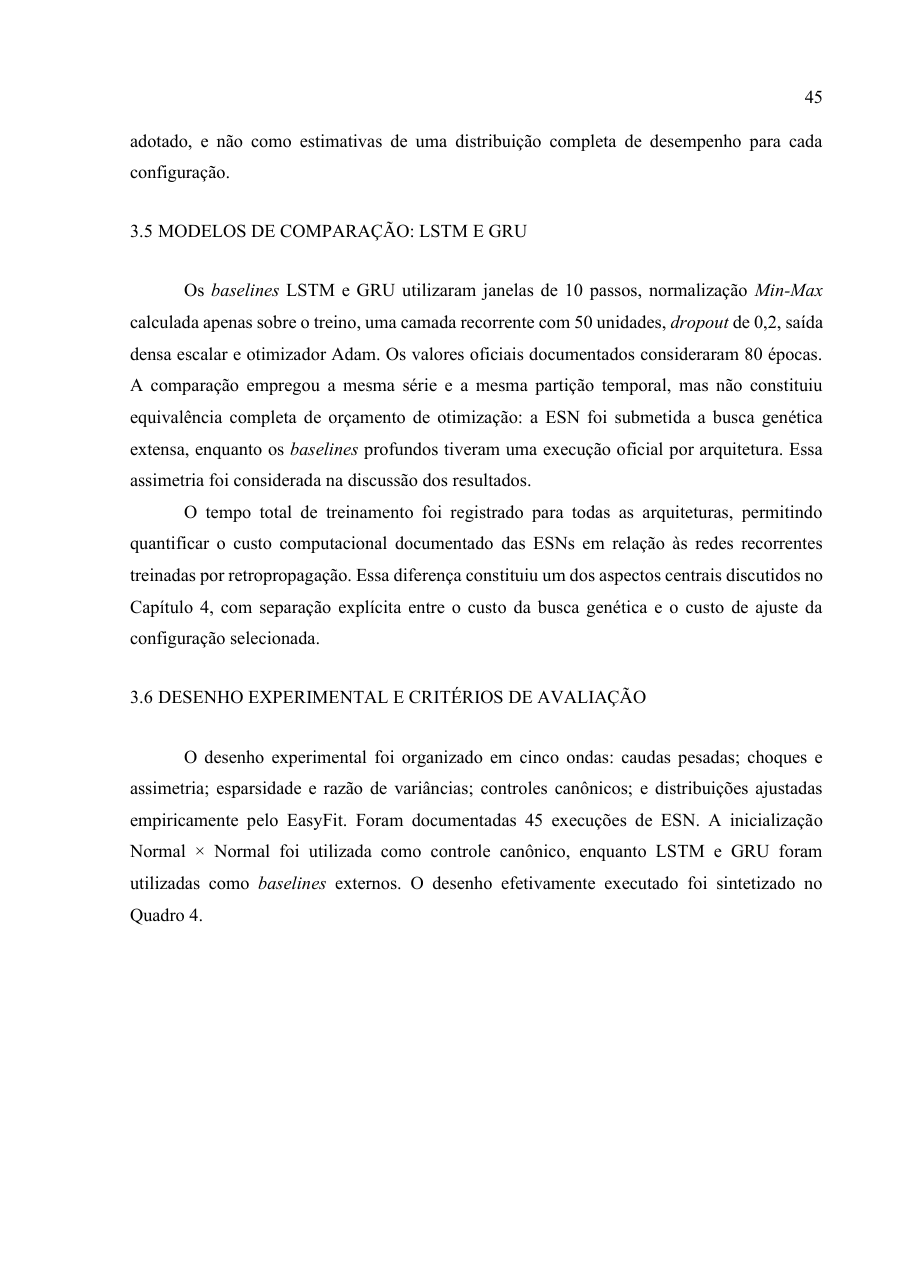 45
adotado, e não como estimativas de uma distribuição completa de desempenho para cada
configuração.
3.5 MODELOS DE COMPARAÇÃO: LSTM E GRU
Os baselines LSTM e GRU utilizaram janelas de 10 passos, normalização Min-Max
calculada apenas sobre o treino, uma camada recorrente com 50 unidades, dropout de 0,2, saída
densa escalar e otimizador Adam. Os valores oficiais documentados consideraram 80 épocas.
A comparação empregou a mesma série e a mesma partição temporal, mas não constituiu
equivalência completa de orçamento de otimização: a ESN foi submetida a busca genética
extensa, enquanto os baselines profundos tiveram uma execução oficial por arquitetura. Essa
assimetria foi considerada na discussão dos resultados.
O tempo total de treinamento foi registrado para todas as arquiteturas, permitindo
quantificar o custo computacional documentado das ESNs em relação às redes recorrentes
treinadas por retropropagação. Essa diferença constituiu um dos aspectos centrais discutidos no
Capítulo 4, com separação explícita entre o custo da busca genética e o custo de ajuste da
configuração selecionada.
3.6 DESENHO EXPERIMENTAL E CRITÉRIOS DE AVALIAÇÃO
O desenho experimental foi organizado em cinco ondas: caudas pesadas; choques e
assimetria; esparsidade e razão de variâncias; controles canônicos; e distribuições ajustadas
empiricamente pelo EasyFit. Foram documentadas 45 execuções de ESN. A inicialização
Normal × Normal foi utilizada como controle canônico, enquanto LSTM e GRU foram
utilizadas como baselines externos. O desenho efetivamente executado foi sintetizado no
Quadro 4.